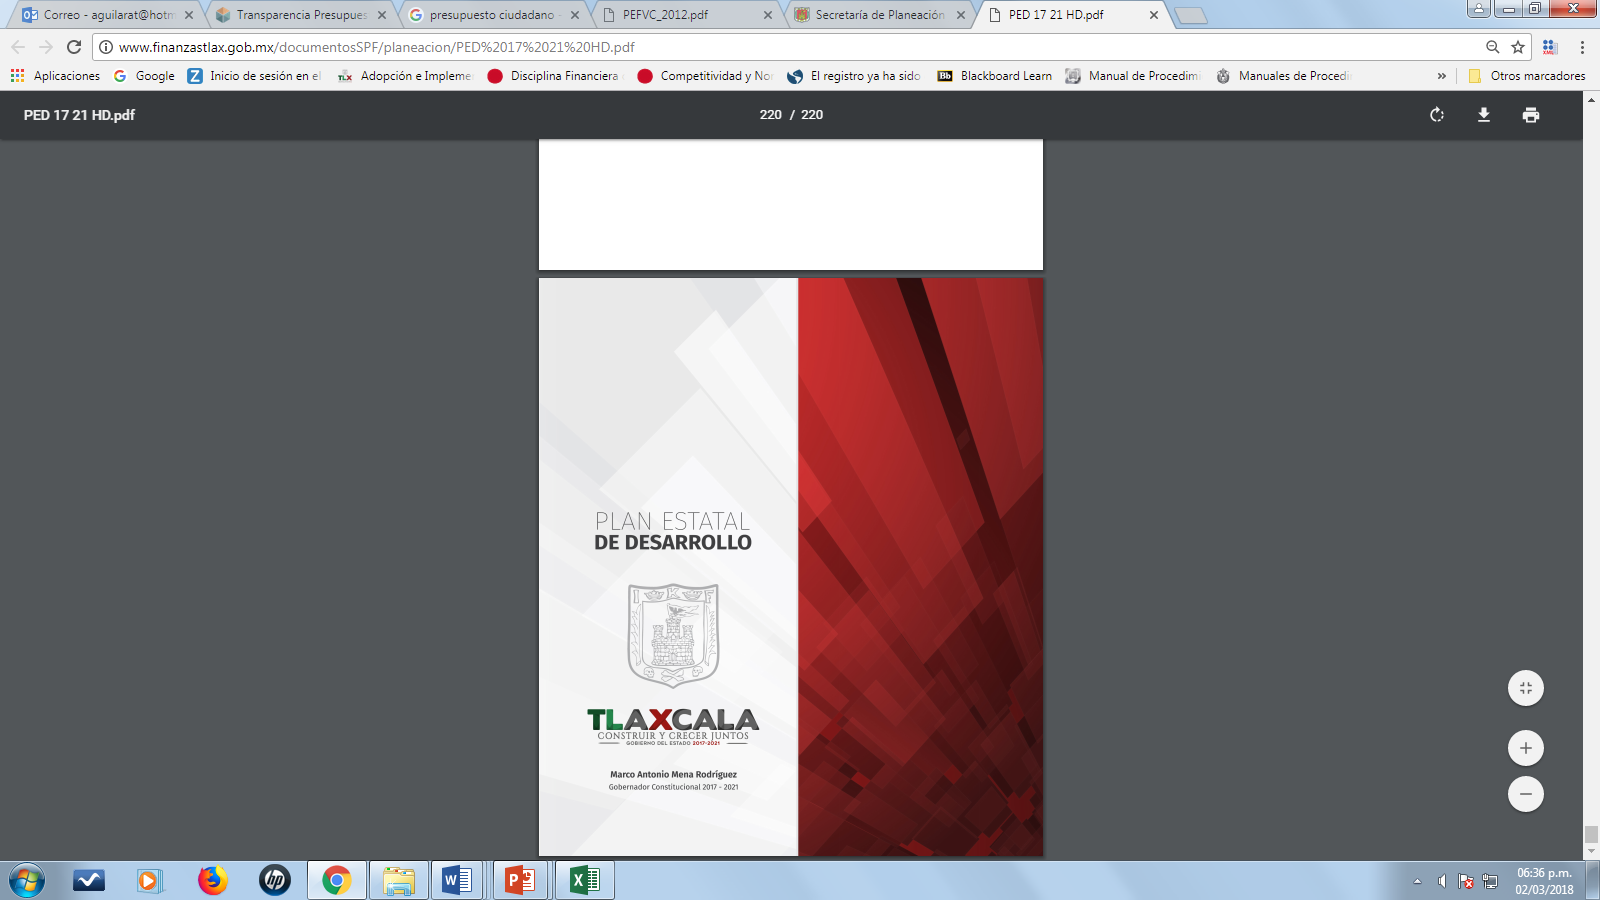 Correo - aguilarat@hotm
Transparencia Presupues
presupuesto ciudadano -
PEFVC_2012.pdf
Secretaría de Planeación
PED 17 21 HD.pdf
www.finanzastlax.gob.mx/documentosSPF/planeacion/PED%2017%2021%20HD.pdf
Aplicaciones
Google
Inicio de sesión en el
Adopción e Impleme
Disciplina Financiera
Competitividad y Nor
El registro ya ha sido
Blackboard Learn
Manual de Procedimi
Manuales de Procedi
Otros marcadores
PED 17 21 HD.pdf
220 / 220
PLAN ESTATAL
DE DESARROLLO
I K F
TLAXCALA
CONSTRUIR Y CRECER JUNTOS
GOBIERNO DEL ESTADO 2017-2021
Marco Antonio Mena Rodríguez
Gobernador Constitucional 2017 - 2021
06:36 p.m.
02/03/2018